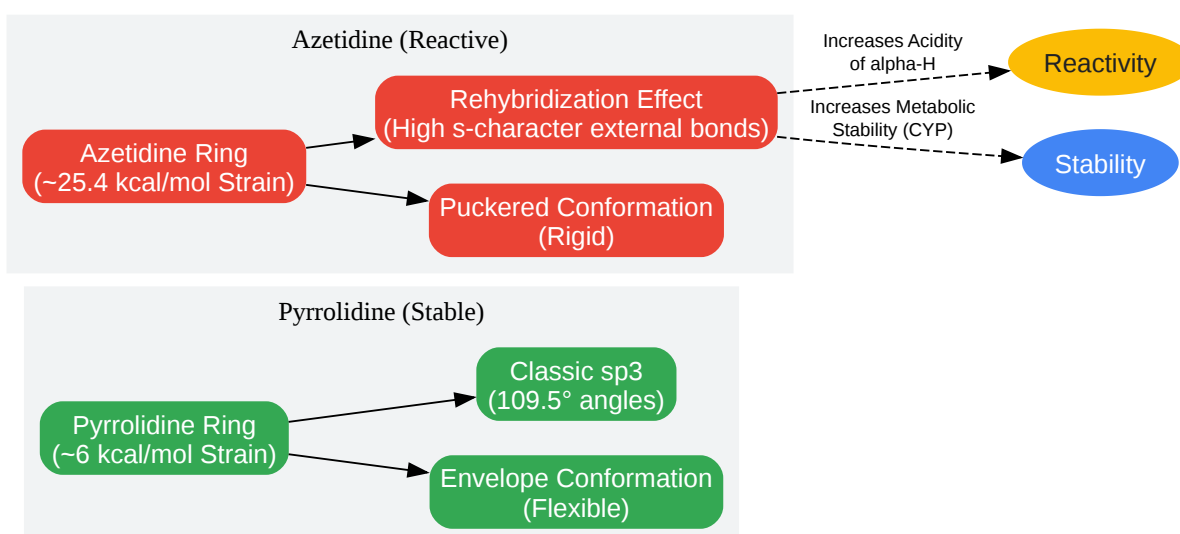 Azetidine (Reactive)
Azetidine Ring
(~25.4 kcal/mol Strain)
Rehybridization Effect
(High s-character external bonds)
Puckered Conformation
(Rigid)
Increases Acidity
of alpha-H
Increases Metabolic
Stability (CYP)
Reactivity
Stability
Pyrrolidine (Stable)
Pyrrolidine Ring
(~6 kcal/mol Strain)
Classic sp3
(109.5° angles)
Envelope Conformation
(Flexible)